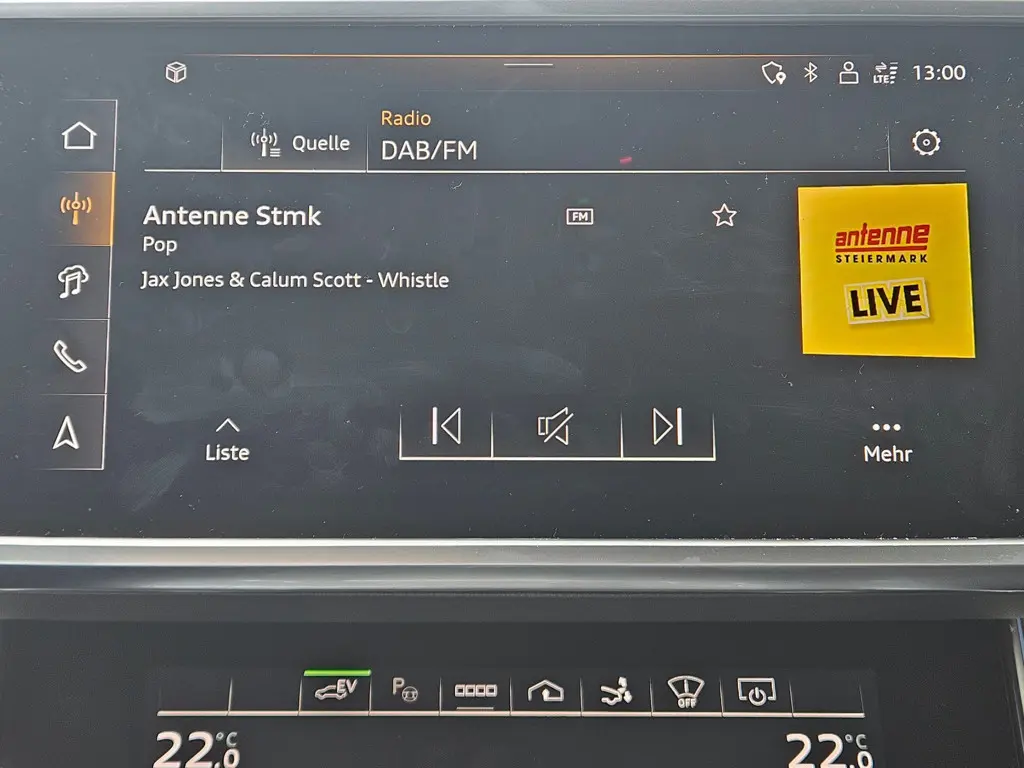 LTE 13:00
Radio
Quelle DAB/FM
Antenne Stmk FM
Pop
Jax Jones & Calum Scott - Whistle
antenne
STEIERMARK
LIVE
Liste
Mehr
EV P OFF
22.0 °C 22.0 °C